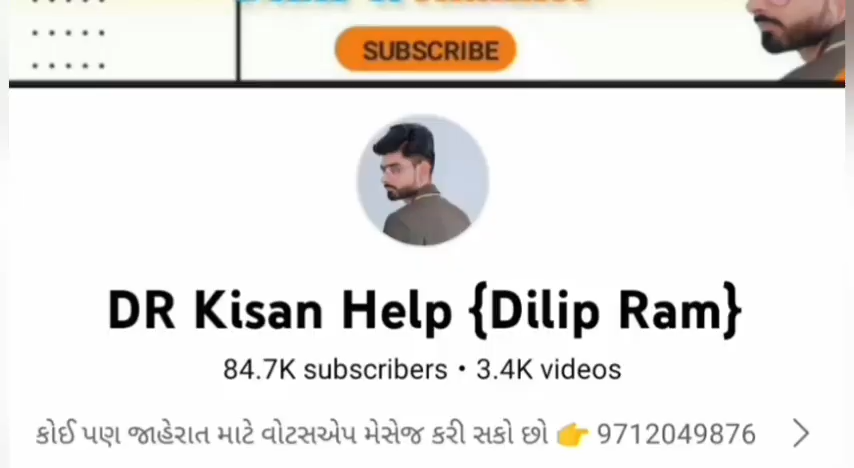 SUBSCRIBE
DR Kisan Help {Dilip Ram}
84.7K subscribers • 3.4K videos
કોઈ પણ જાહેરાત માટે વોટસએપ મેસેજ કરી સકો છો 👉 9712049876